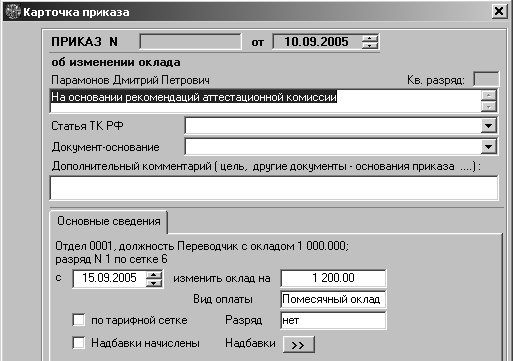 Карточка приказа
ПРИКАЗ N от 10.09.2005
об изменении оклада
Парамонов Дмитрий Петрович Кв. разряд:
На основании рекомендаций аттестационной комиссии
Статья ТК РФ
Документ-основание
Дополнительный комментарий ( цель, другие документы - основания приказа ....) :
Основные сведения
Отдел 0001, должность Переводчик с окладом 1 000.000;
разряд N 1 по сетке 6
с 15.09.2005 изменить оклад на 1 200.00
Вид оплаты Помесячный оклад
по тарифной сетке Разряд нет
Надбавки начислены Надбавки >>